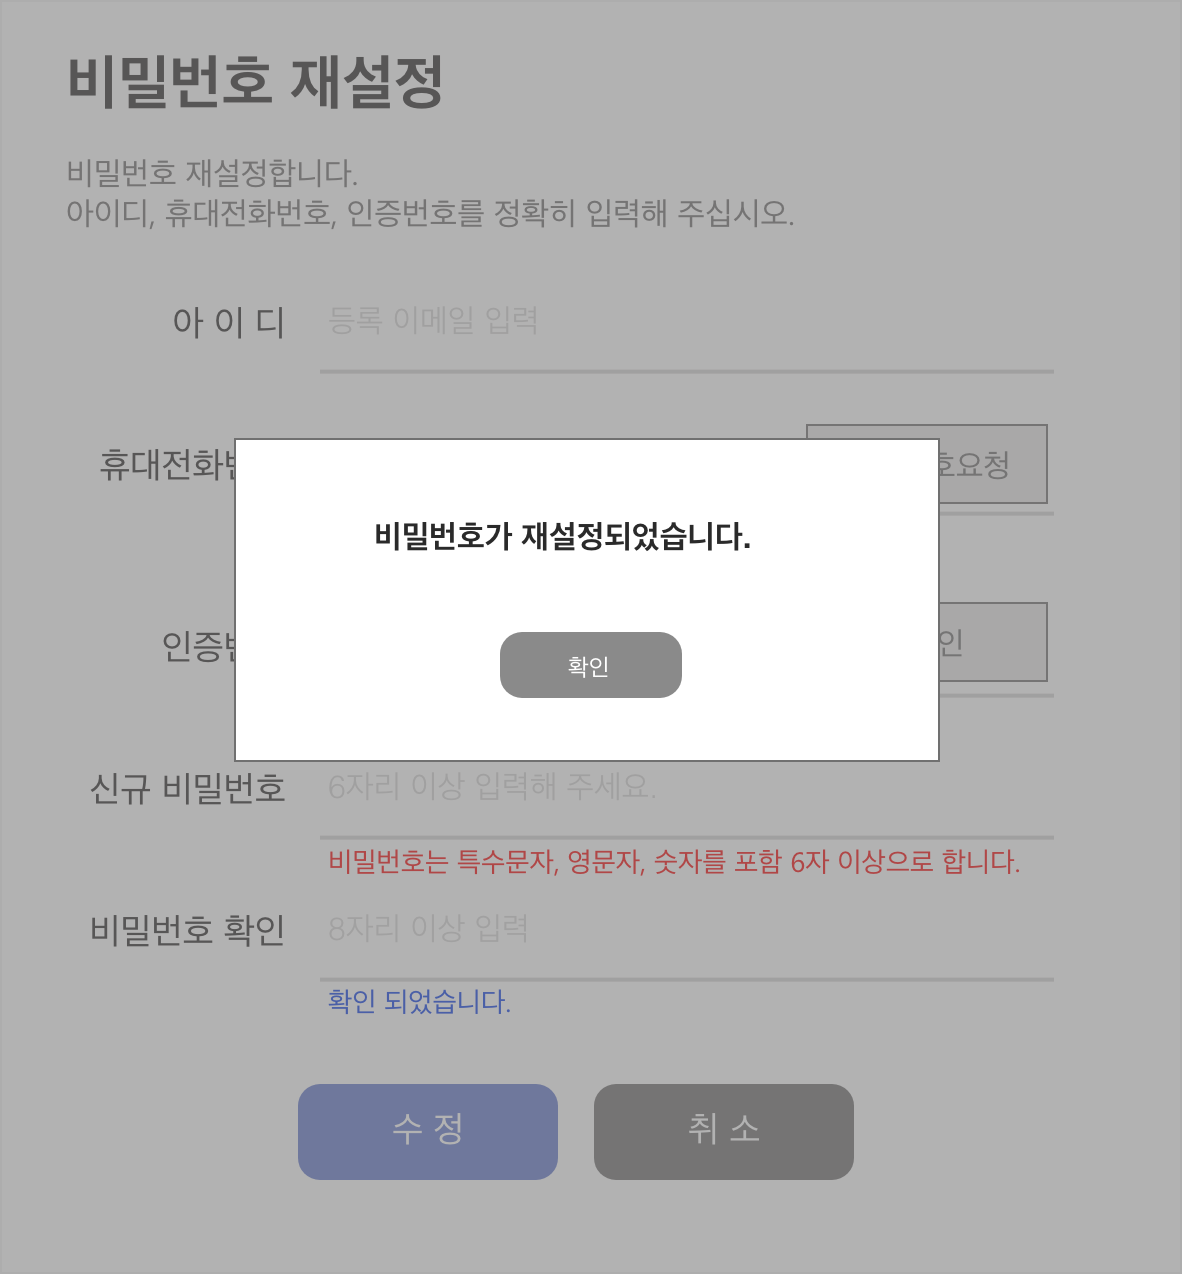 비밀번호 재설정
비밀번호 재설정합니다.
아이디, 휴대전화번호, 인증번호를 정확히 입력해 주십시오.
아 이 디 등록 이메일 입력
휴대전화 호요청
비밀번호가 재설정되었습니다.
인증 인
확인
신규 비밀번호 6자리 이상 입력해 주세요.
비밀번호는 특수문자, 영문자, 숫자를 포함 6자 이상으로 합니다.
비밀번호 확인 8자리 이상 입력
확인 되었습니다.
수 정 취 소